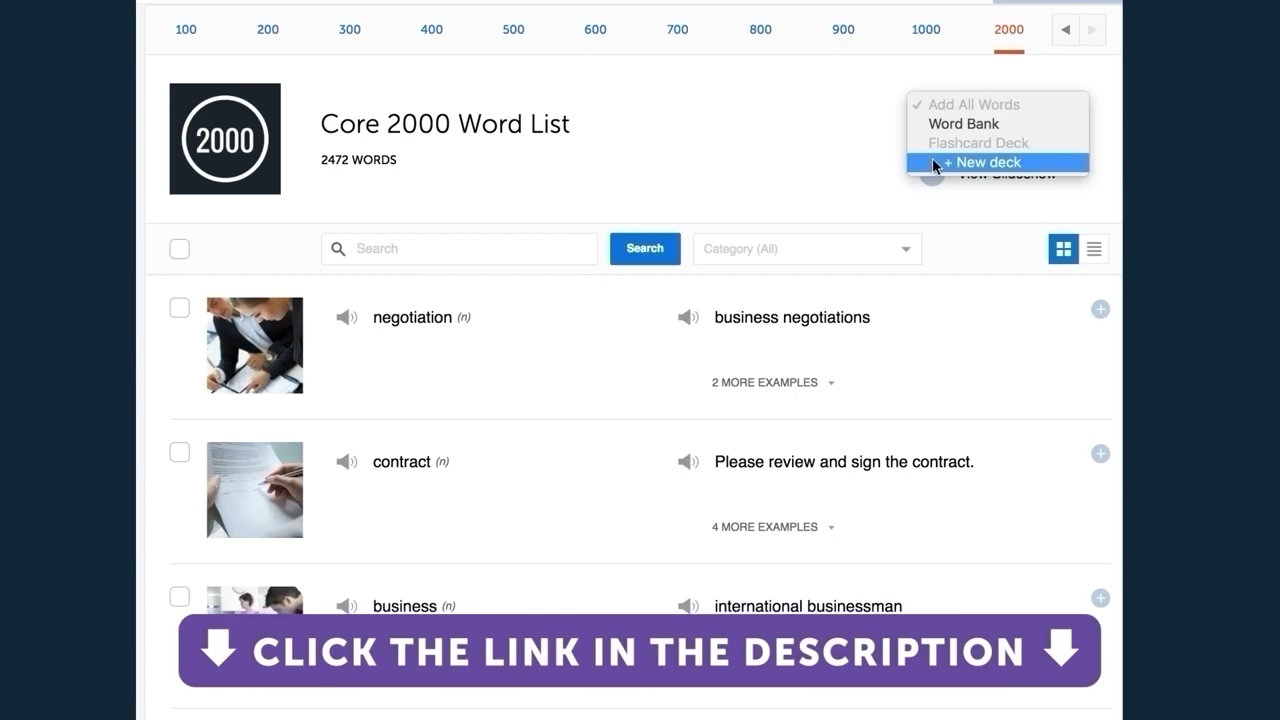 100 200 300 400 500 600 700 800 900 1000 2000
2000
Core 2000 Word List
2472 WORDS
Add All Words
Word Bank
Flashcard Deck
+ New deck
View Slideshow
Search
Search
Category (All)
negotiation (n)
business negotiations
2 MORE EXAMPLES
contract (n)
Please review and sign the contract.
4 MORE EXAMPLES
business (n)
international businessman
CLICK THE LINK IN THE DESCRIPTION